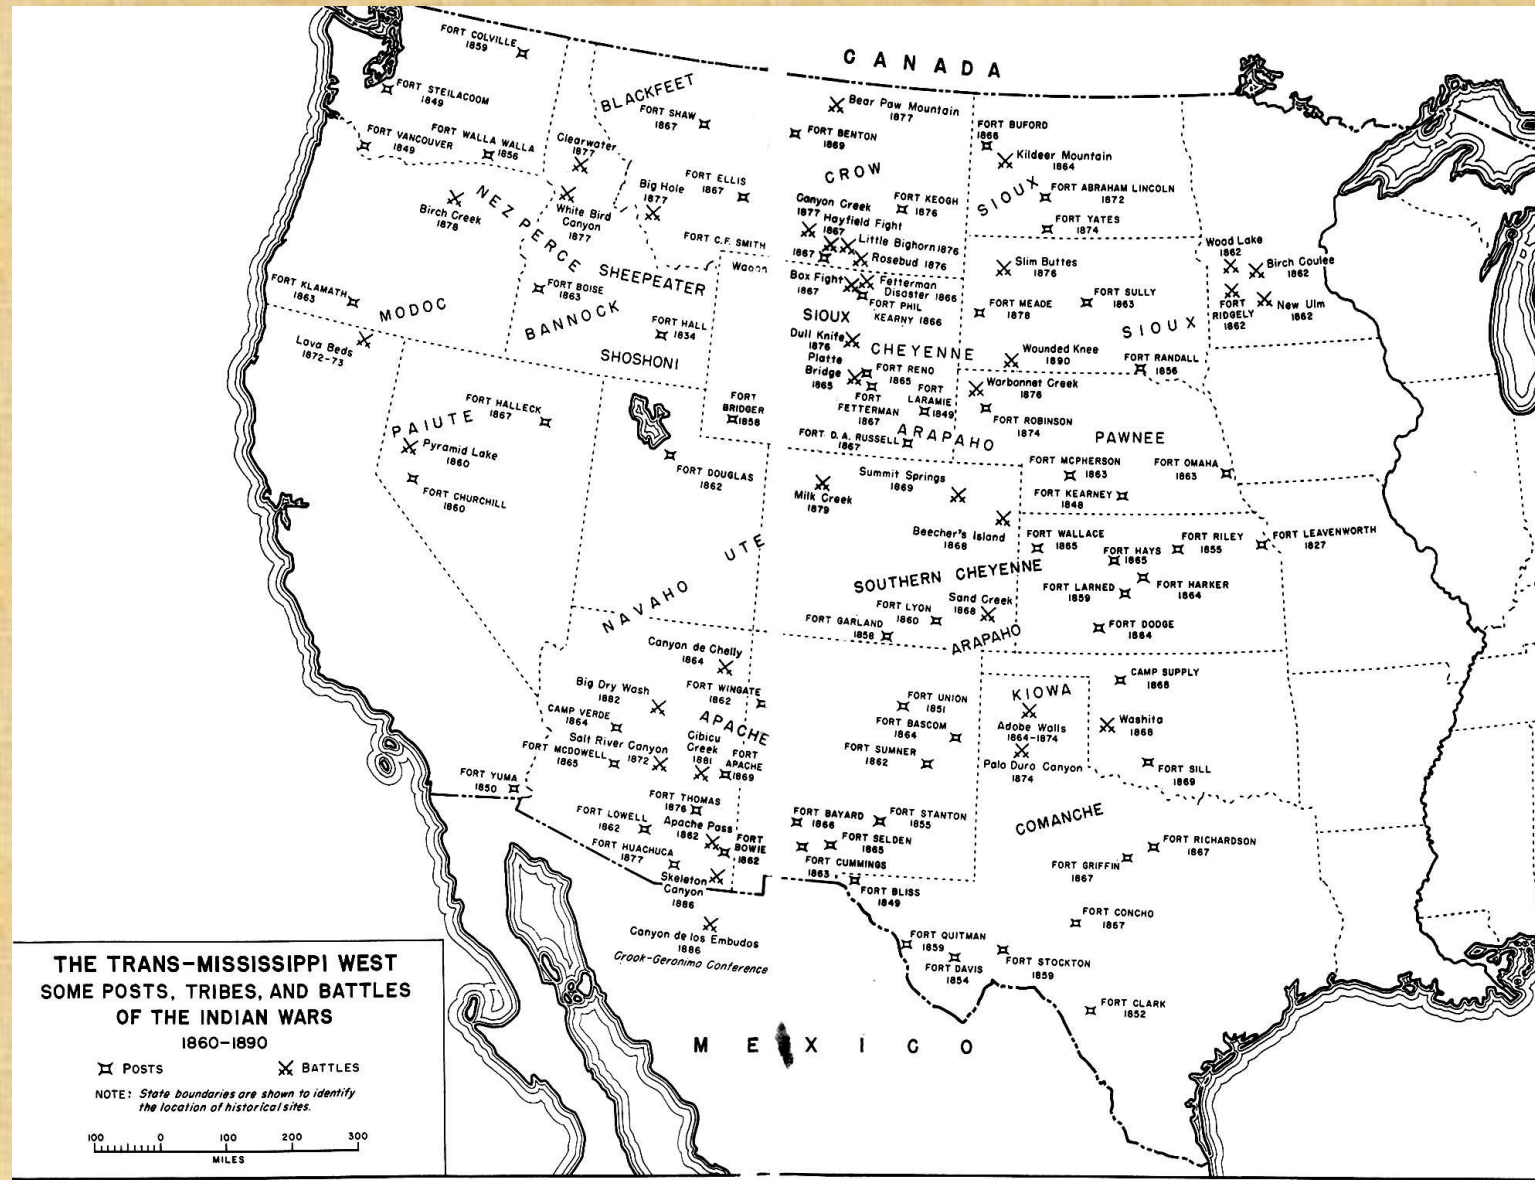 CANADA
FORT COLVILLE
1859
FORT STEILACOOM
1849
FORT VANCOUVER
1849
FORT WALLA WALLA
1856
BLACKFEET
FORT SHAW
1867
Clearwater
1877
Bear Paw Mountain
1877
FORT BENTON
1869
CROW
FORT BUFORD
1866
Kildeer Mountain
1864
SIOUX
FORT ABRAHAM LINCOLN
1872
FORT YATES
1874
NEZ PERCE
Birch Creek
1878
White Bird
Canyon
1877
Big Hole
1877
FORT ELLIS
1867
FORT C.F. SMITH
1867
Canyon Creek
1877
Hayfield Fight
1867
FORT KEOGH
1876
Little Bighorn 1876
Rosebud 1876
Box Fight
1867
Wagon
Fetterman
Disaster 1866
FORT PHIL
KEARNY 1866
Slim Buttes
1876
FORT MEADE
1878
FORT SULLY
1863
SIOUX
Wood Lake
1862
Birch Coulee
1862
FORT
RIDGELY
1862
New Ulm
1862
FORT KLAMATH
1863
MODOC
Lava Beds
1872-73
SHEEPEATER
FORT BOISE
1863
BANNOCK
FORT HALL
1834
SHOSHONI
SIOUX
Dull Knife
1876
CHEYENNE
Platte
Bridge
1865
FORT RENO
1865
FORT
FETTERMAN
1867
FORT
LARAMIE
1849
Wounded Knee
1890
FORT RANDALL
1856
Warbonnet Creek
1876
FORT ROBINSON
1874
PAIUTE
FORT HALLECK
1867
Pyramid Lake
1860
FORT CHURCHILL
1860
FORT
BRIDGER
1858
FORT DOUGLAS
1862
FORT D. A. RUSSELL
1867
ARAPAHO
PAWNEE
FORT MCPHERSON
1863
FORT OMAHA
1863
FORT KEARNEY
1848
Milk Creek
1879
Summit Springs
1869
Beecher's Island
1868
UTE
NAVAHO
FORT WALLACE
1865
FORT HAYS
1865
FORT RILEY
1855
FORT LEAVENWORTH
1827
FORT LARNED
1859
FORT HARKER
1864
FORT DODGE
1864
SOUTHERN CHEYENNE
FORT LYON
1860
Sand Creek
1868
FORT GARLAND
1858
ARAPAHO
Canyon de Chelly
1864
Big Dry Wash
1882
FORT WINGATE
1862
CAMP VERDE
1864
APACHE
Salt River Canyon
1872
FORT MCDOWELL
1865
Cibicu
Creek
1881
FORT
APACHE
1869
FORT YUMA
1850
FORT THOMAS
1876
FORT LOWELL
1862
Apache Pass
1862
FORT
BOWIE
1862
FORT HUACHUCA
1877
Skeleton
Canyon
1886
Canyon de los Embudos
1886
Crook-Geronimo Conference
FORT UNION
1851
FORT BASCOM
1864
FORT SUMNER
1862
FORT BAYARD
1866
FORT STANTON
1855
FORT SELDEN
1865
FORT CUMMINGS
1863
FORT BLISS
1849
KIOWA
Adobe Walls
1864-1874
Palo Duro Canyon
1874
CAMP SUPPLY
1868
Washita
1868
FORT SILL
1869
COMANCHE
FORT RICHARDSON
1867
FORT GRIFFIN
1867
FORT CONCHO
1867
FORT QUITMAN
1859
FORT DAVIS
1854
FORT STOCKTON
1859
FORT CLARK
1852
MEXICO
THE TRANS-MISSISSIPPI WEST
SOME POSTS, TRIBES, AND BATTLES
OF THE INDIAN WARS
1860-1890
POSTS
BATTLES
NOTE: State boundaries are shown to identify
the location of historical sites.
100 0 100 200 300
MILES